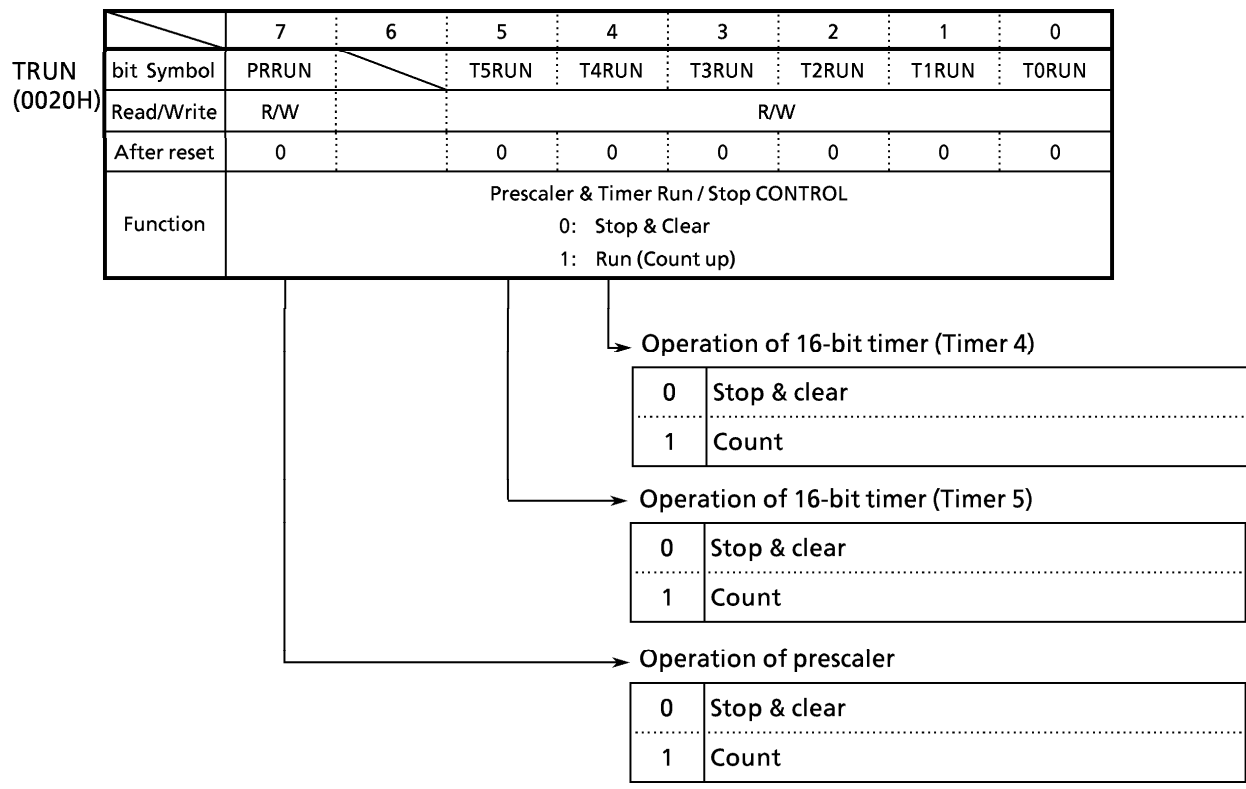 7 6 5 4 3 2 1 0
TRUN
(0020H)
bit Symbol PRRUN T5RUN T4RUN T3RUN T2RUN T1RUN T0RUN
Read/Write R/W R/W
After reset 0 0 0 0 0 0 0
Function
Prescaler & Timer Run / Stop CONTROL
0: Stop & Clear
1: Run (Count up)
Operation of 16-bit timer (Timer 4)
0 Stop & clear
1 Count
Operation of 16-bit timer (Timer 5)
0 Stop & clear
1 Count
Operation of prescaler
0 Stop & clear
1 Count